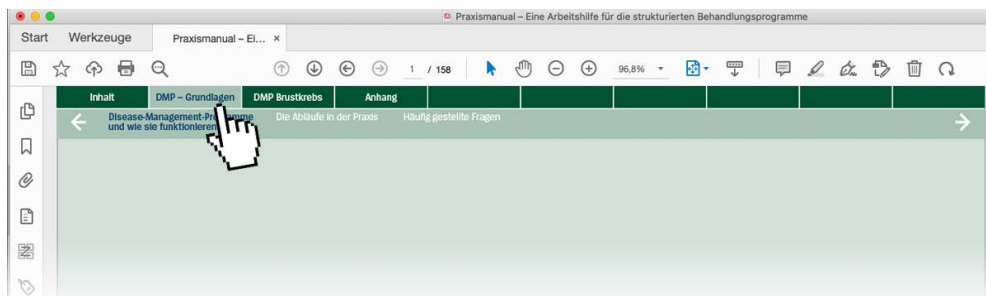 Praxismanual – Eine Arbeitshilfe für die strukturierten Behandlungsprogramme
Start Werkzeuge Praxismanual – Ei... ×
1 / 158 96,8%
Inhalt DMP – Grundlagen DMP Brustkrebs Anhang
Disease-Management-Programme Die Abläufe in der Praxis Häufig gestellte Fragen
und wie sie funktionieren